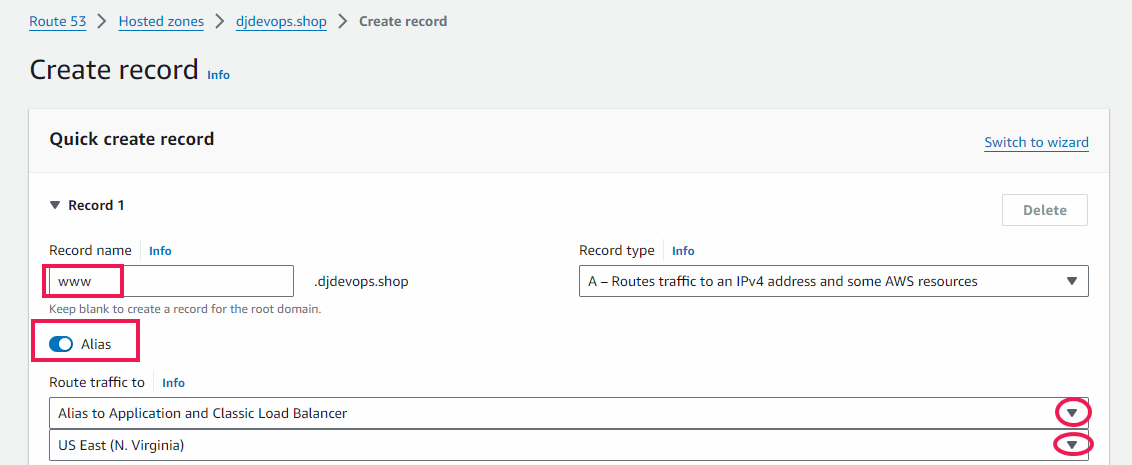 Route 53 > Hosted zones > djdevops.shop > Create record
Create record Info
Quick create record
Switch to wizard
Record 1
Delete
Record name Info
Record type Info
www .djdevops.shop
A – Routes traffic to an IPv4 address and some AWS resources
Keep blank to create a record for the root domain.
Alias
Route traffic to Info
Alias to Application and Classic Load Balancer
US East (N. Virginia)